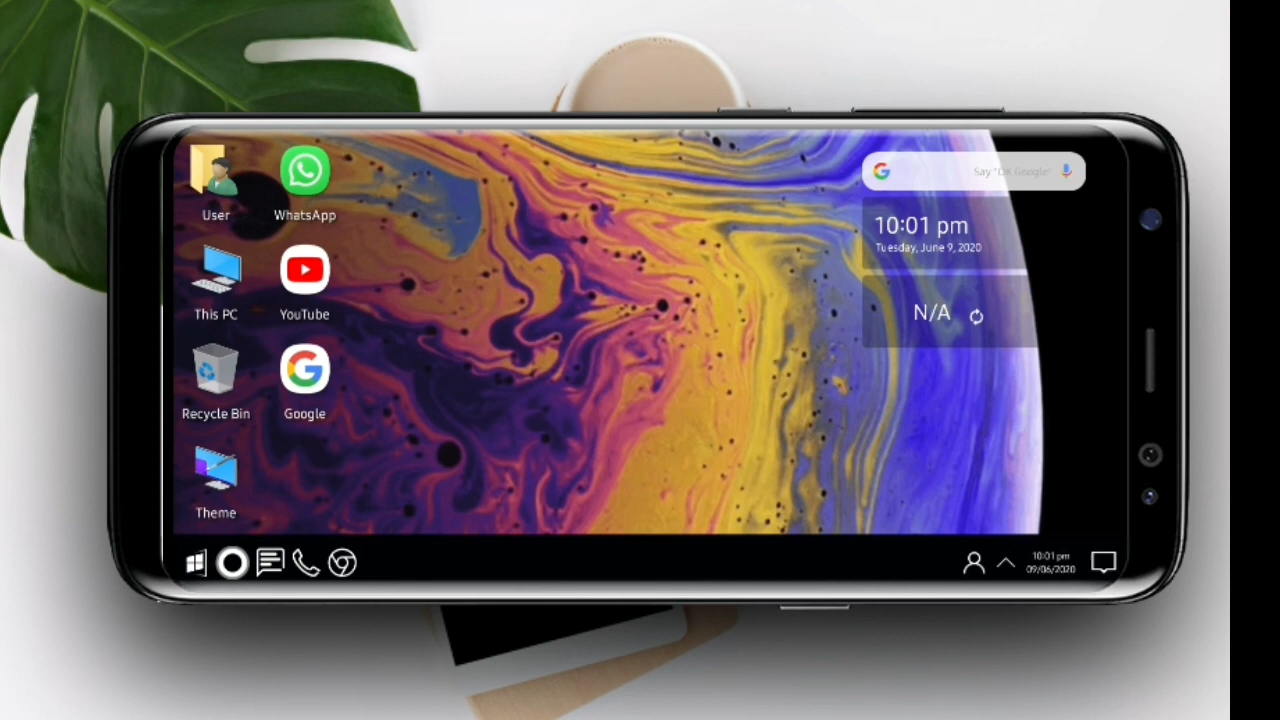 User
WhatsApp
Say "OK Google"
10:01 pm
Tuesday, June 9, 2020
This PC
YouTube
N/A
Recycle Bin
Google
Theme
10:01 pm
09/06/2020